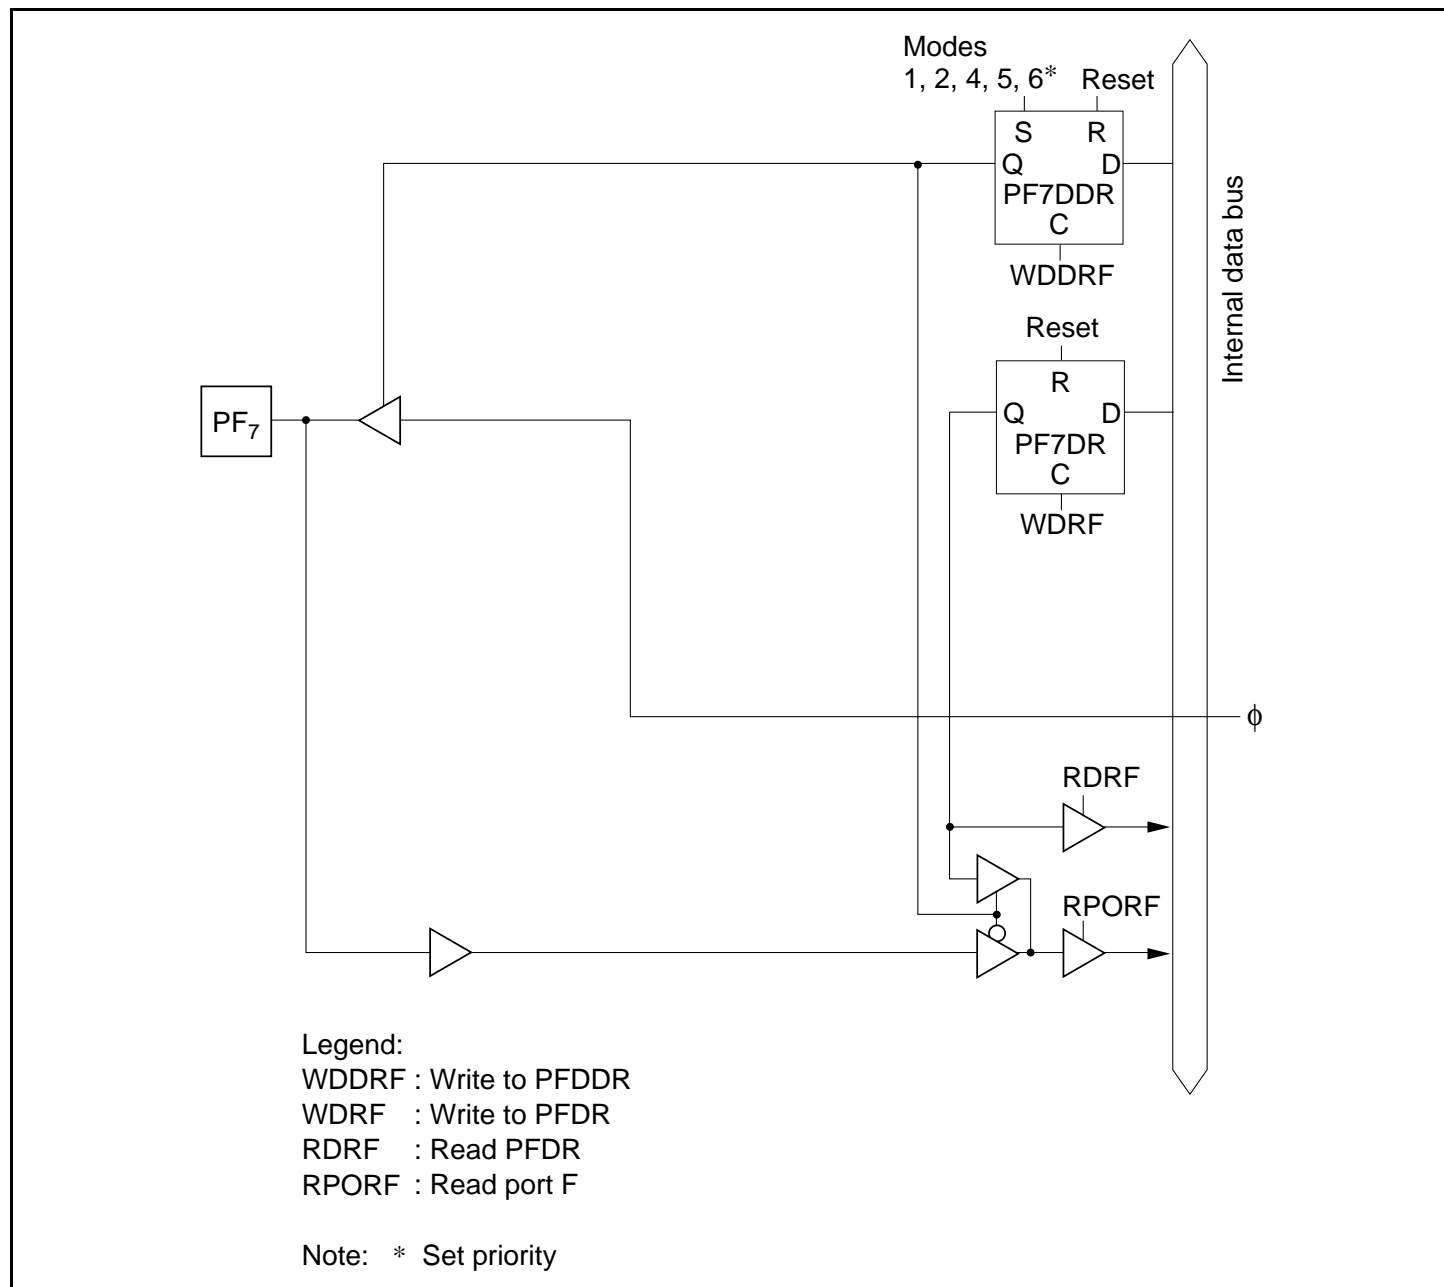 Modes
1, 2, 4, 5, 6* Reset
S R
Q D
PF7DDR
C
WDDRF
Internal data bus
Reset
R
Q D
PF7DR
C
WDRF
PF7
ϕ
RDRF
RPORF
Legend:
WDDRF : Write to PFDDR
WDRF : Write to PFDR
RDRF : Read PFDR
RPORF : Read port F
Note: * Set priority